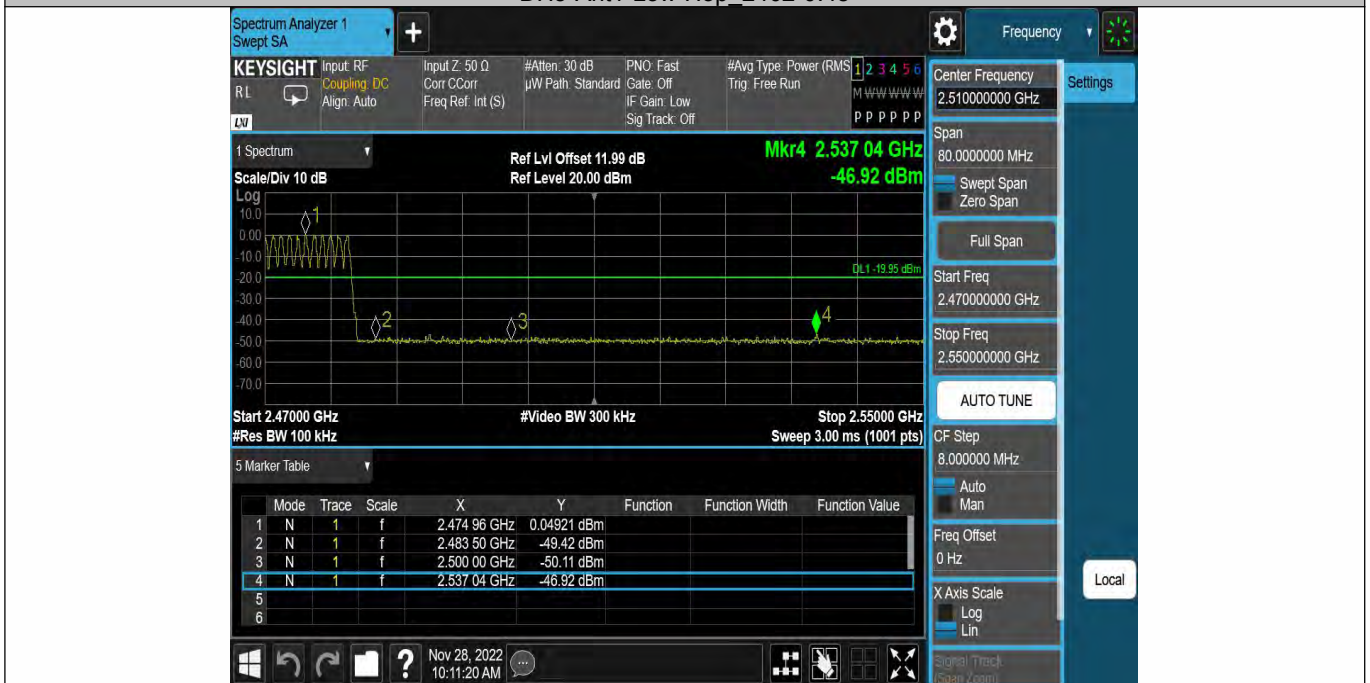 Spectrum Analyzer 1
Swept SA
+
Frequency
KEYSIGHT
RL
LXI
Input: RF
Coupling: DC
Align: Auto
Input Z: 50 Ω
Corr CCorr
Freq Ref: Int (S)
#Atten: 30 dB
µW Path: Standard
PNO: Fast
Gate: Off
IF Gain: Low
Sig Track: Off
#Avg Type: Power (RMS
Trig: Free Run
1 2 3 4 5 6
M W W W W W
P P P P P P
1 Spectrum
Scale/Div 10 dB
Ref Lvl Offset 11.99 dB
Ref Level 20.00 dBm
Mkr4 2.537 04 GHz
-46.92 dBm
Log
10.0
0.00
-10.0
-20.0
-30.0
-40.0
-50.0
-60.0
-70.0
1
2
3
4
DL1 -19.95 dBm
Start 2.47000 GHz
#Res BW 100 kHz
#Video BW 300 kHz
Stop 2.55000 GHz
Sweep 3.00 ms (1001 pts)
5 Marker Table
Mode Trace Scale X Y Function Function Width Function Value
1 N 1 f 2.474 96 GHz 0.04921 dBm
2 N 1 f 2.483 50 GHz -49.42 dBm
3 N 1 f 2.500 00 GHz -50.11 dBm
4 N 1 f 2.537 04 GHz -46.92 dBm
5
6
?
Nov 28, 2022
10:11:20 AM
Center Frequency
2.510000000 GHz
Settings
Span
80.0000000 MHz
Swept Span
Zero Span
Full Span
Start Freq
2.470000000 GHz
Stop Freq
2.550000000 GHz
AUTO TUNE
CF Step
8.000000 MHz
Auto
Man
Freq Offset
0 Hz
X Axis Scale
Log
Lin
Local
Signal Track
(Span Zoom)